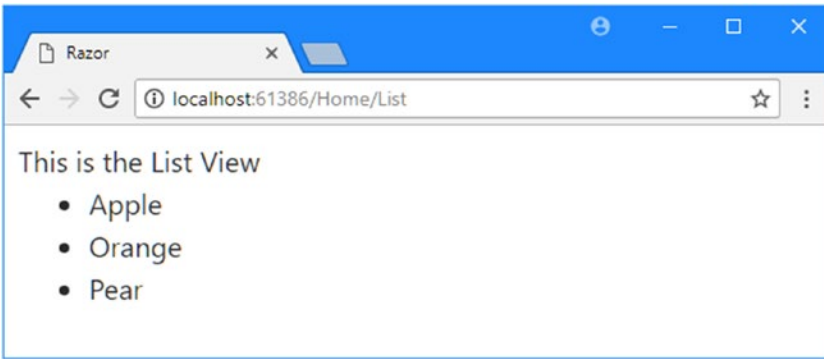 Razor
localhost:61386/Home/List
This is the List View
• Apple
• Orange
• Pear